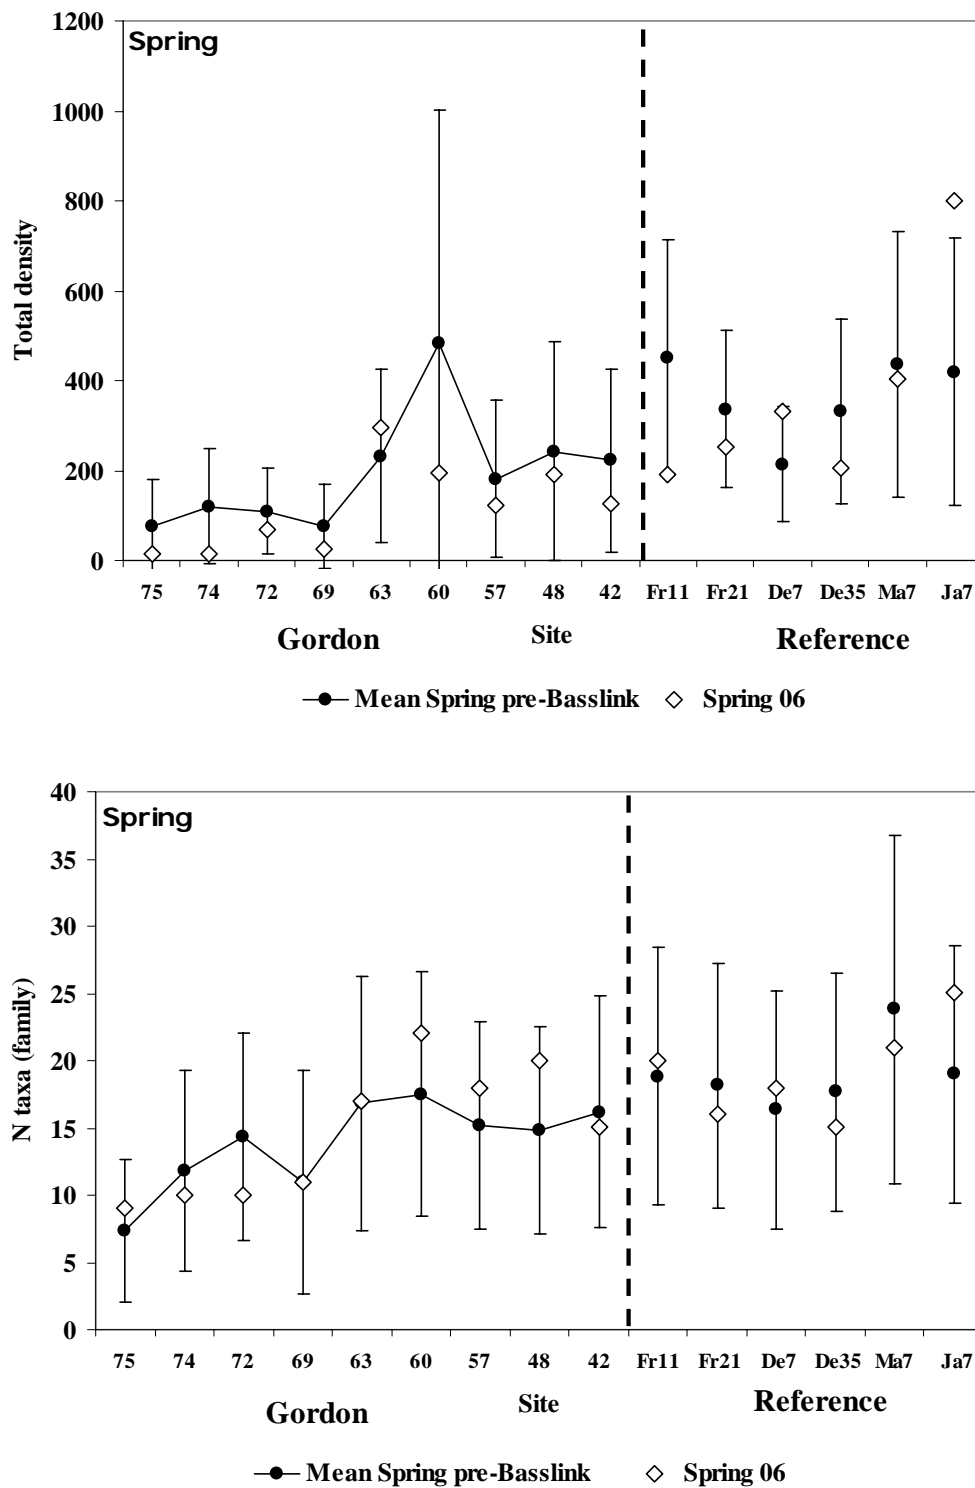 Spring
1200
1000
800
600
400
200
0
Total density
75 74 72 69 63 60 57 48 42 Fr11 Fr21 De7 De35 Ma7 Ja7
Gordon Site Reference
Mean Spring pre-Basslink Spring 06
Spring
40
35
30
25
20
15
10
5
0
N taxa (family)
75 74 72 69 63 60 57 48 42 Fr11 Fr21 De7 De35 Ma7 Ja7
Gordon Site Reference
Mean Spring pre-Basslink Spring 06